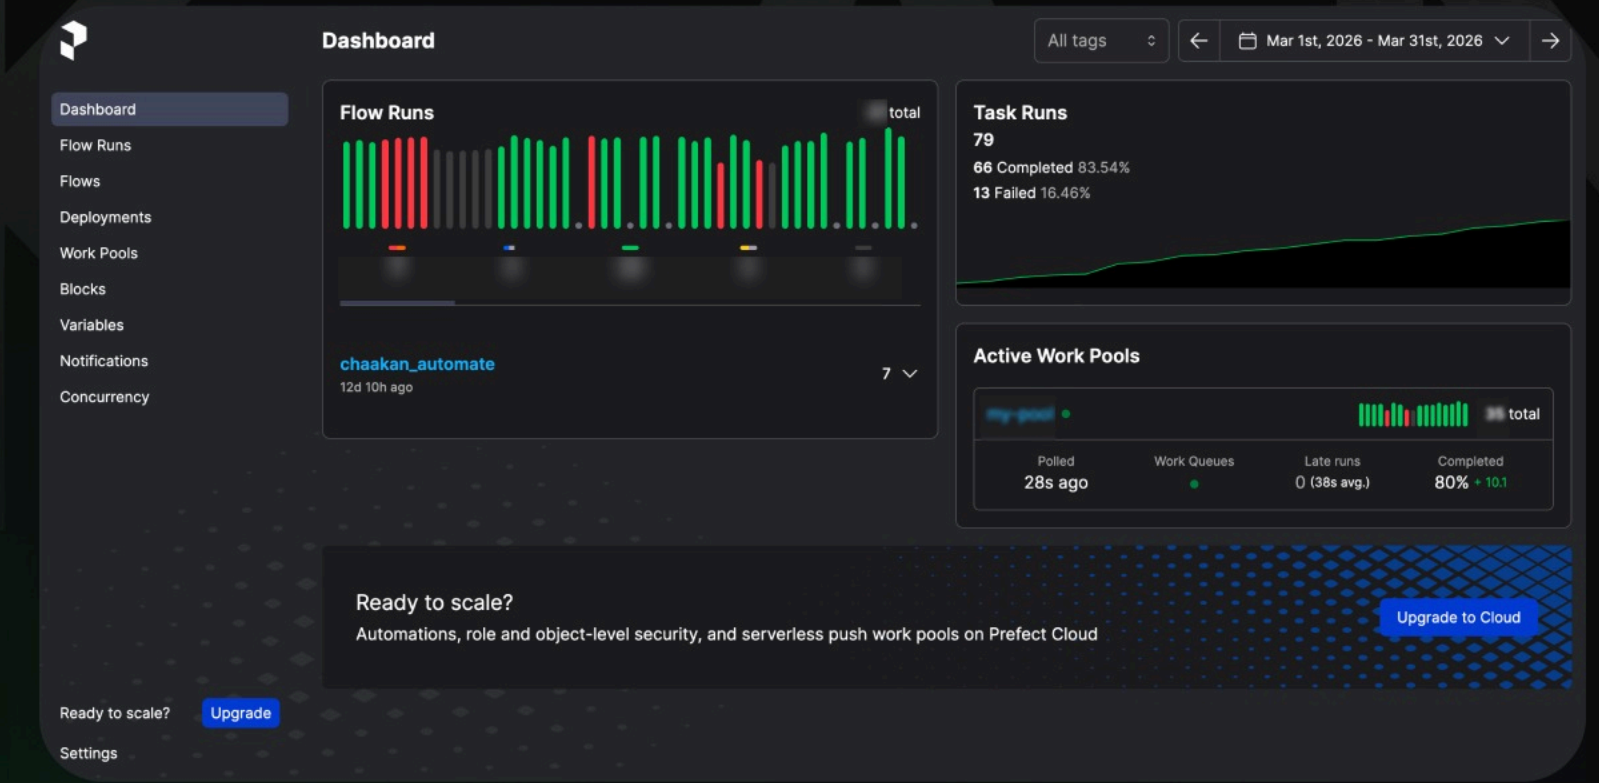 Dashboard
All tags
Mar 1st, 2026 - Mar 31st, 2026
Dashboard
Flow Runs
Flows
Deployments
Work Pools
Blocks
Variables
Notifications
Concurrency
Ready to scale?
Upgrade
Settings
Flow Runs
total
chaakan_automate
12d 10h ago
7
Task Runs
79
66 Completed 83.54%
13 Failed 16.46%
Active Work Pools
total
Polled
28s ago
Work Queues
Late runs
0 (38s avg.)
Completed
80% + 10.1
Ready to scale?
Automations, role and object-level security, and serverless push work pools on Prefect Cloud
Upgrade to Cloud